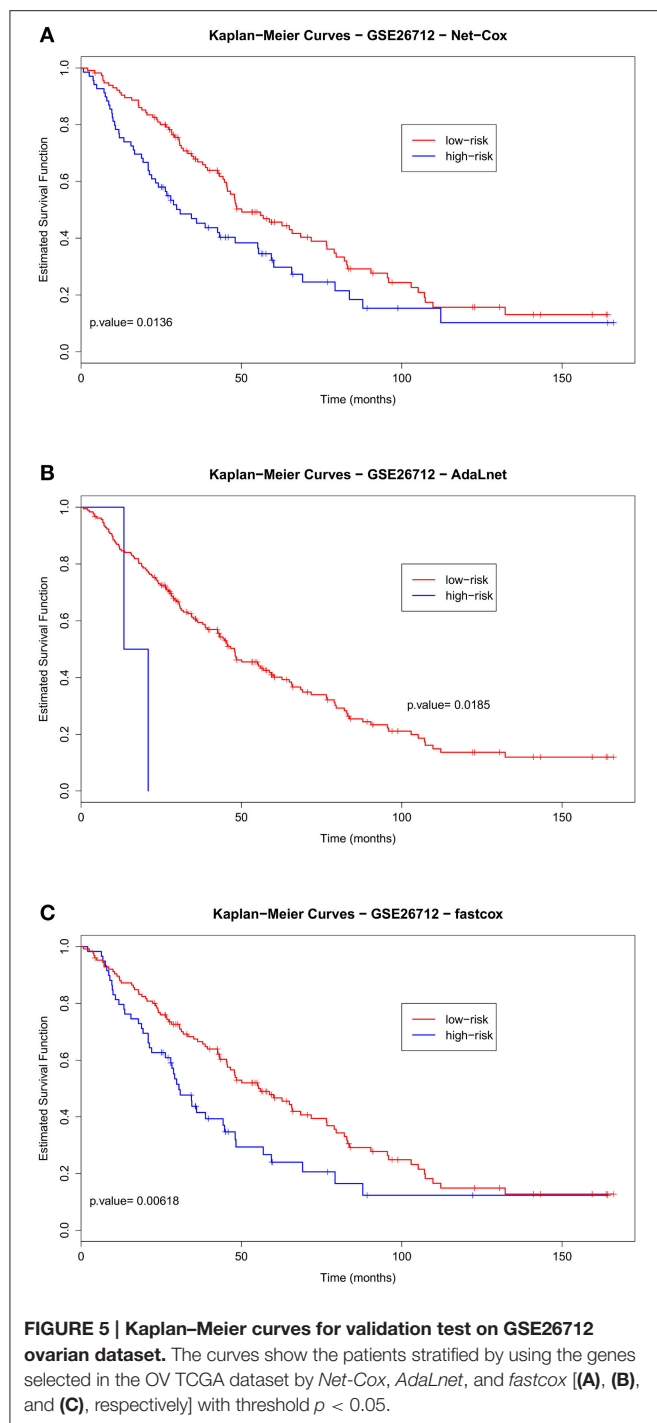 A
Kaplan−Meier Curves − GSE26712 − Net−Cox
Estimated Survival Function
0.0
0.2
0.4
0.6
0.8
1.0
low-risk
high-risk
p.value= 0.0136
0
50
100
150
Time (months)
B
Kaplan−Meier Curves − GSE26712 − AdaLnet
Estimated Survival Function
0.0
0.2
0.4
0.6
0.8
1.0
low-risk
high-risk
p.value= 0.0185
0
50
100
150
Time (months)
C
Kaplan−Meier Curves − GSE26712 − fastcox
Estimated Survival Function
0.0
0.2
0.4
0.6
0.8
1.0
low-risk
high-risk
p.value= 0.00618
0
50
100
150
Time (months)
FIGURE 5 | Kaplan–Meier curves for validation test on GSE26712
ovarian dataset. The curves show the patients stratified by using the genes
selected in the OV TCGA dataset by Net-Cox, AdaLnet, and fastcox [(A), (B),
and (C), respectively] with threshold p < 0.05.